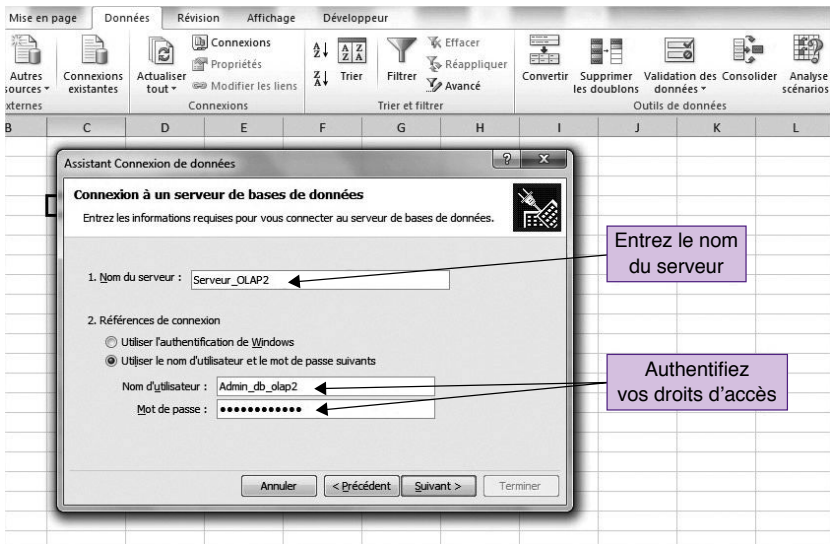 Mise en page Données Révision Affichage Développeur
Autres sources
Connexions existantes
Actualiser tout
Connexions
Propriétés
Modifier les liens
Connexions
Trier
Filtrer
Effacer
Réappliquer
Avancé
Trier et filtrer
Convertir
Supprimer les doublons
Validation des données
Consolider
Analyse scénarios
Outils de données
xternes
B C D E F G H I J K L
Assistant Connexion de données
Connexion à un serveur de bases de données
Entrez les informations requises pour vous connecter au serveur de bases de données.
1. Nom du serveur : Serveur_OLAP2
2. Références de connexion
Utiliser l'authentification de Windows
Utiliser le nom d'utilisateur et le mot de passe suivants
Nom d'utilisateur : Admin_db_olap2
Mot de passe : ●●●●●●●●●●●●
Annuler < Précédent Suivant > Terminer
Entrez le nom
du serveur
Authentifiez
vos droits d'accès